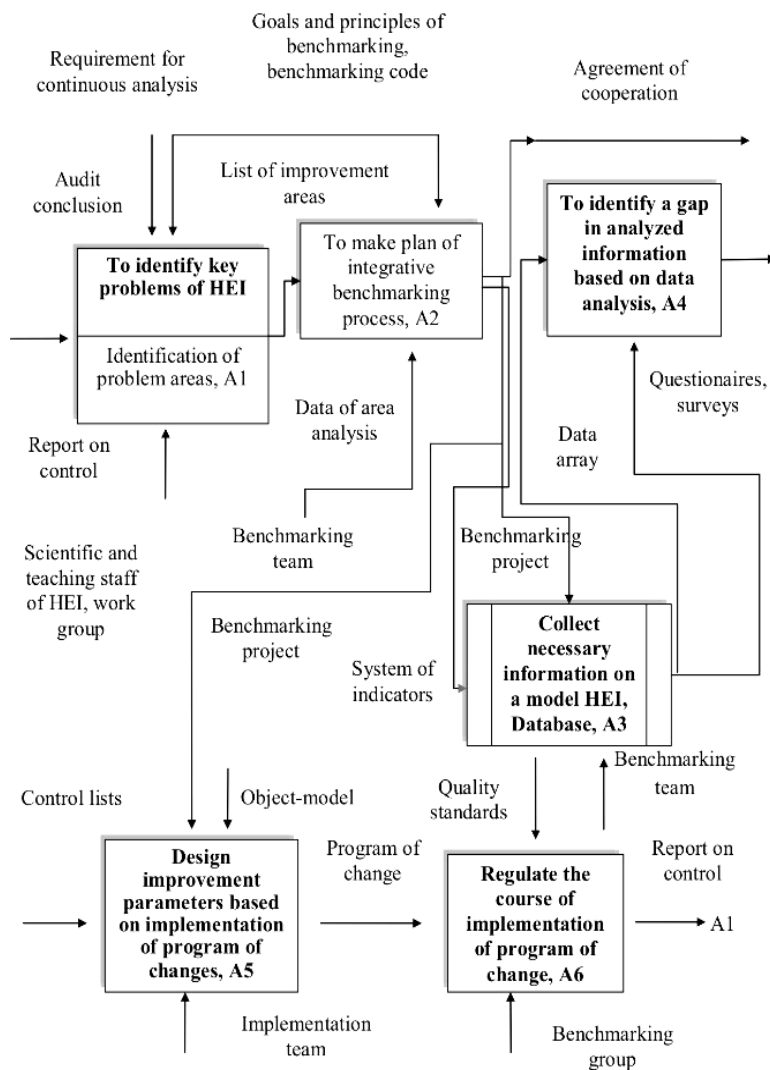 Goals and principles of
benchmarking,
benchmarking code
Requirement for
continuous analysis
Agreement of
cooperation
Audit
conclusion
List of improvement
areas
To identify key
problems of HEI
Identification of
problem areas, A1
To make plan of
integrative
benchmarking
process, A2
To identify a gap
in analyzed
information
based on data
analysis, A4
Report on
control
Data of area
analysis
Data
array
Questionaires,
surveys
Scientific and
teaching staff
of HEI, work
group
Benchmarking
team
Benchmarking
project
Benchmarking
project
System of
indicators
Collect
necessary
information on
a model HEI,
Database, A3
Benchmarking
team
Control lists
Object-model
Quality
standards
Design
improvement
parameters based
on implementation
of program of
changes, A5
Program of
change
Regulate the
course of
implementation
of program of
change, A6
Report on
control
A1
Implementation
team
Benchmarking
group